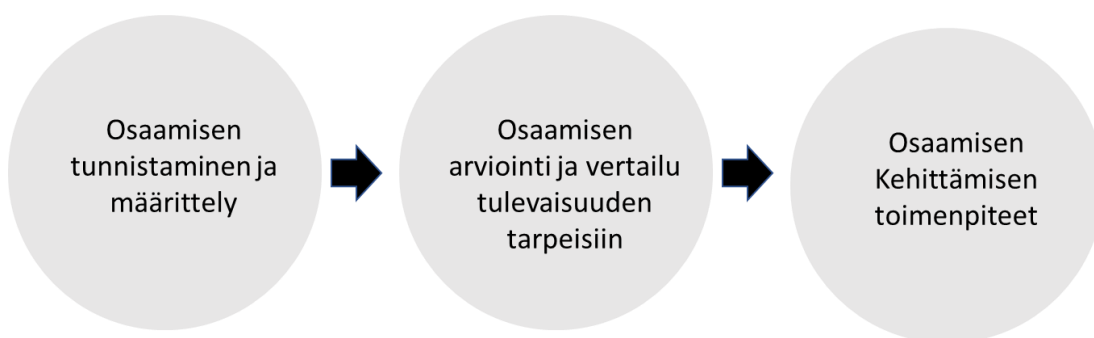 Osaamisen
tunnistaminen ja
määrittely
Osaamisen
arviointi ja vertailu
tulevaisuuden
tarpeisiin
Osaamisen
Kehittämisen
toimenpiteet